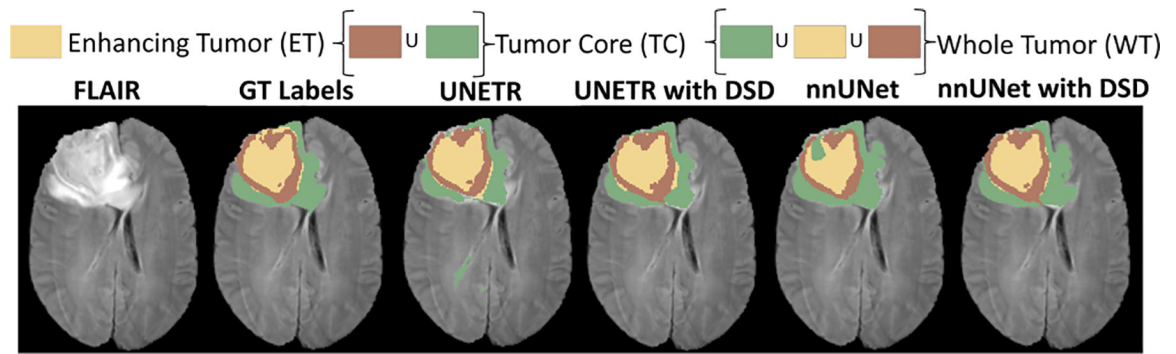 Enhancing Tumor (ET) { U } Tumor Core (TC) { U U } Whole Tumor (WT)
FLAIR GT Labels UNETR UNETR with DSD nnUNet nnUNet with DSD